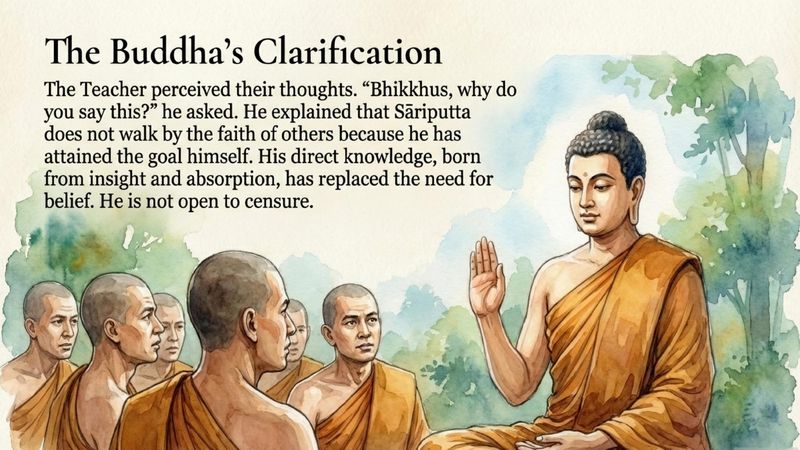 The Buddha’s Clarification
The Teacher perceived their thoughts. “Bhikkhus, why do
you say this?” he asked. He explained that Sāriputta
does not walk by the faith of others because he has
attained the goal himself. His direct knowledge, born
from insight and absorption, has replaced the need for
belief. He is not open to censure.